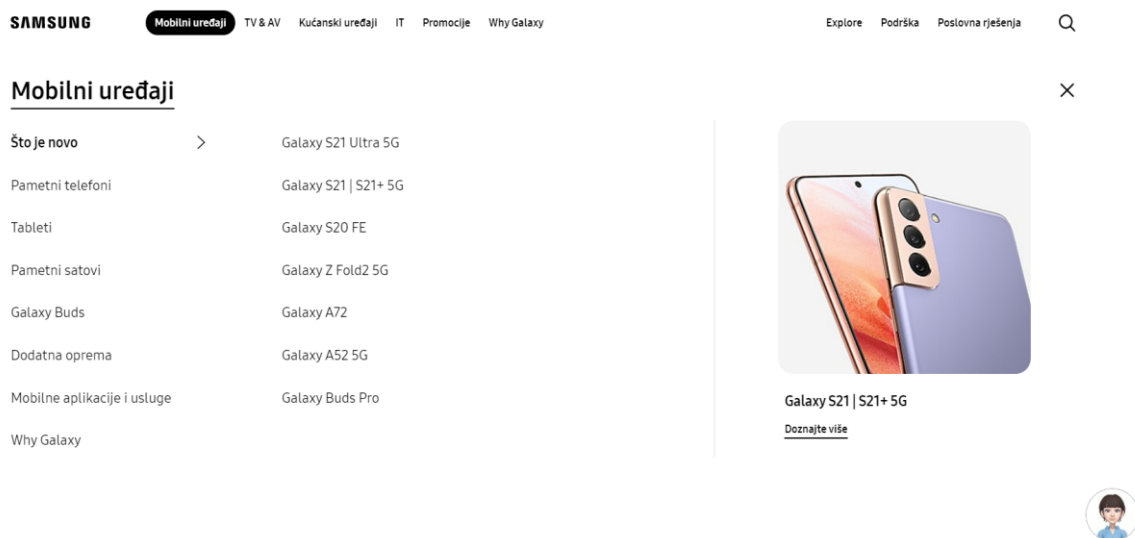 SAMSUNG
Mobilni uređaji
TV & AV
Kućanski uređaji
IT
Promocije
Why Galaxy
Explore
Podrška
Poslovna rješenja
Mobilni uređaji
Što je novo
Pametni telefoni
Tableti
Pametni satovi
Galaxy Buds
Dodatna oprema
Mobilne aplikacije i usluge
Why Galaxy
Galaxy S21 Ultra 5G
Galaxy S21 | S21+ 5G
Galaxy S20 FE
Galaxy Z Fold2 5G
Galaxy A72
Galaxy A52 5G
Galaxy Buds Pro
Galaxy S21 | S21+ 5G
Doznajte više